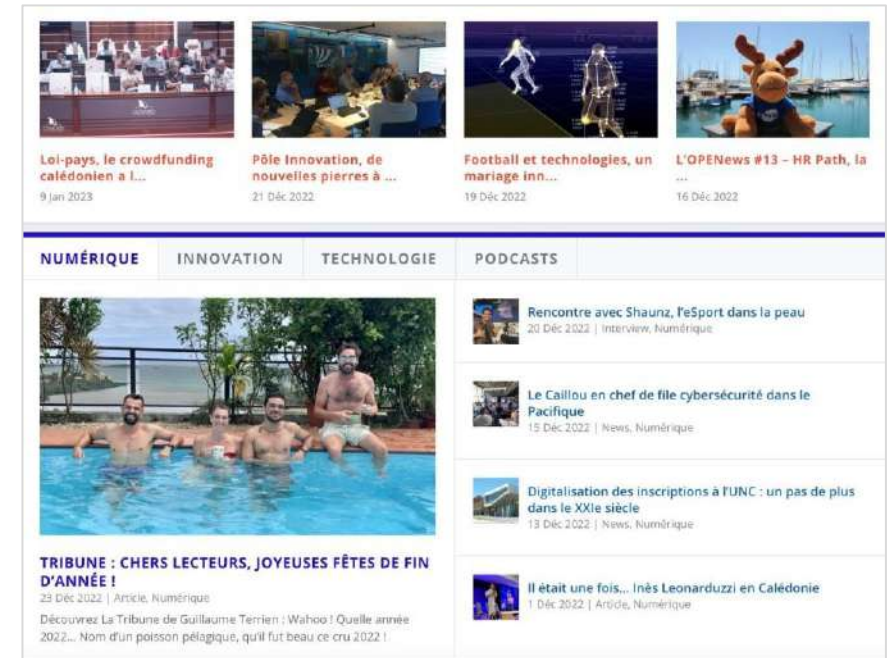 Loi-pays, le crowdfunding
calédonien a l...
9 Jan 2023
Pôle Innovation, de
nouvelles pierres à ...
21 Déc 2022
Football et technologies, un
mariage inn...
19 Déc 2022
L'OPENews #13 – HR Path, la
...
16 Déc 2022
NUMÉRIQUE INNOVATION TECHNOLOGIE PODCASTS
TRIBUNE : CHERS LECTEURS, JOYEUSES FÊTES DE FIN
D'ANNÉE !
23 Déc 2022 | Article, Numérique
Découvrez La Tribune de Guillaume Terrien : Wahoo ! Quelle année
2022... Nom d'un poisson pélagique, qu'il fut beau ce cru 2022 !
Rencontre avec Shaunz, l'eSport dans la peau
20 Déc 2022 | Interview, Numérique
Le Caillou en chef de file cybersécurité dans le
Pacifique
15 Déc 2022 | News, Numérique
Digitalisation des inscriptions à l'UNC : un pas de plus
dans le XXIe siècle
13 Déc 2022 | News, Numérique
Il était une fois... Inès Leonarduzzi en Calédonie
1 Déc 2022 | Article, Numérique